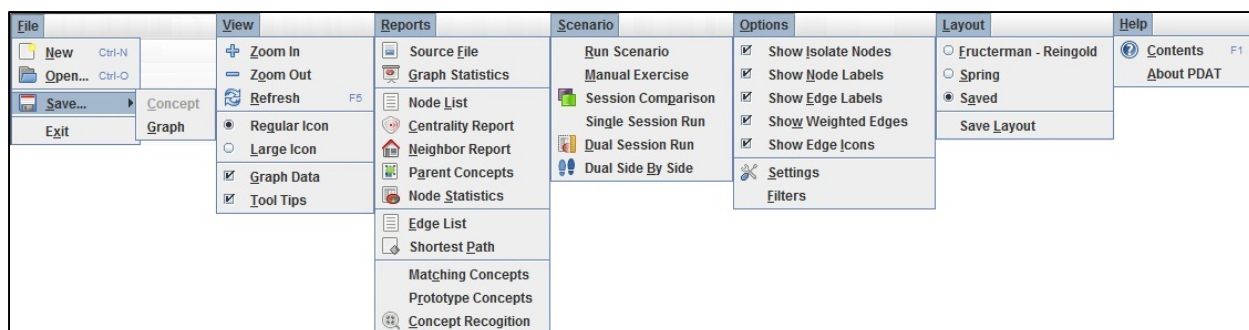 File
New Ctrl-N
Open... Ctrl-O
Save...
Exit
Concept
Graph
View
Zoom In
Zoom Out
Refresh F5
Regular Icon
Large Icon
Graph Data
Tool Tips
Reports
Source File
Graph Statistics
Node List
Centrality Report
Neighbor Report
Parent Concepts
Node Statistics
Edge List
Shortest Path
Matching Concepts
Prototype Concepts
Concept Recogition
Scenario
Run Scenario
Manual Exercise
Session Comparison
Single Session Run
Dual Session Run
Dual Side By Side
Options
Show Isolate Nodes
Show Node Labels
Show Edge Labels
Show Weighted Edges
Show Edge Icons
Settings
Filters
Layout
Fructerman - Reingold
Spring
Saved
Save Layout
Help
Contents F1
About PDAT